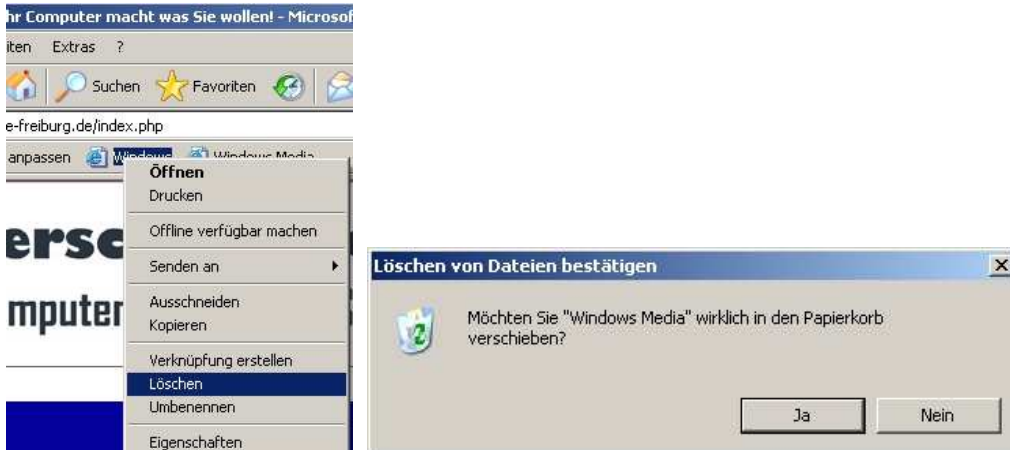 hr Computer macht was Sie wollen! - Microsof
iten Extras ?
Suchen Favoriten
e-freiburg.de/index.php
anpassen Windows Windows Media
Öffnen
Drucken
Offline verfügbar machen
ersc
Senden an
mputer
Ausschneiden
Kopieren
Verknüpfung erstellen
Löschen
Umbenennen
Eigenschaften
Löschen von Dateien bestätigen
Möchten Sie "Windows Media" wirklich in den Papierkorb
verschieben?
Ja Nein